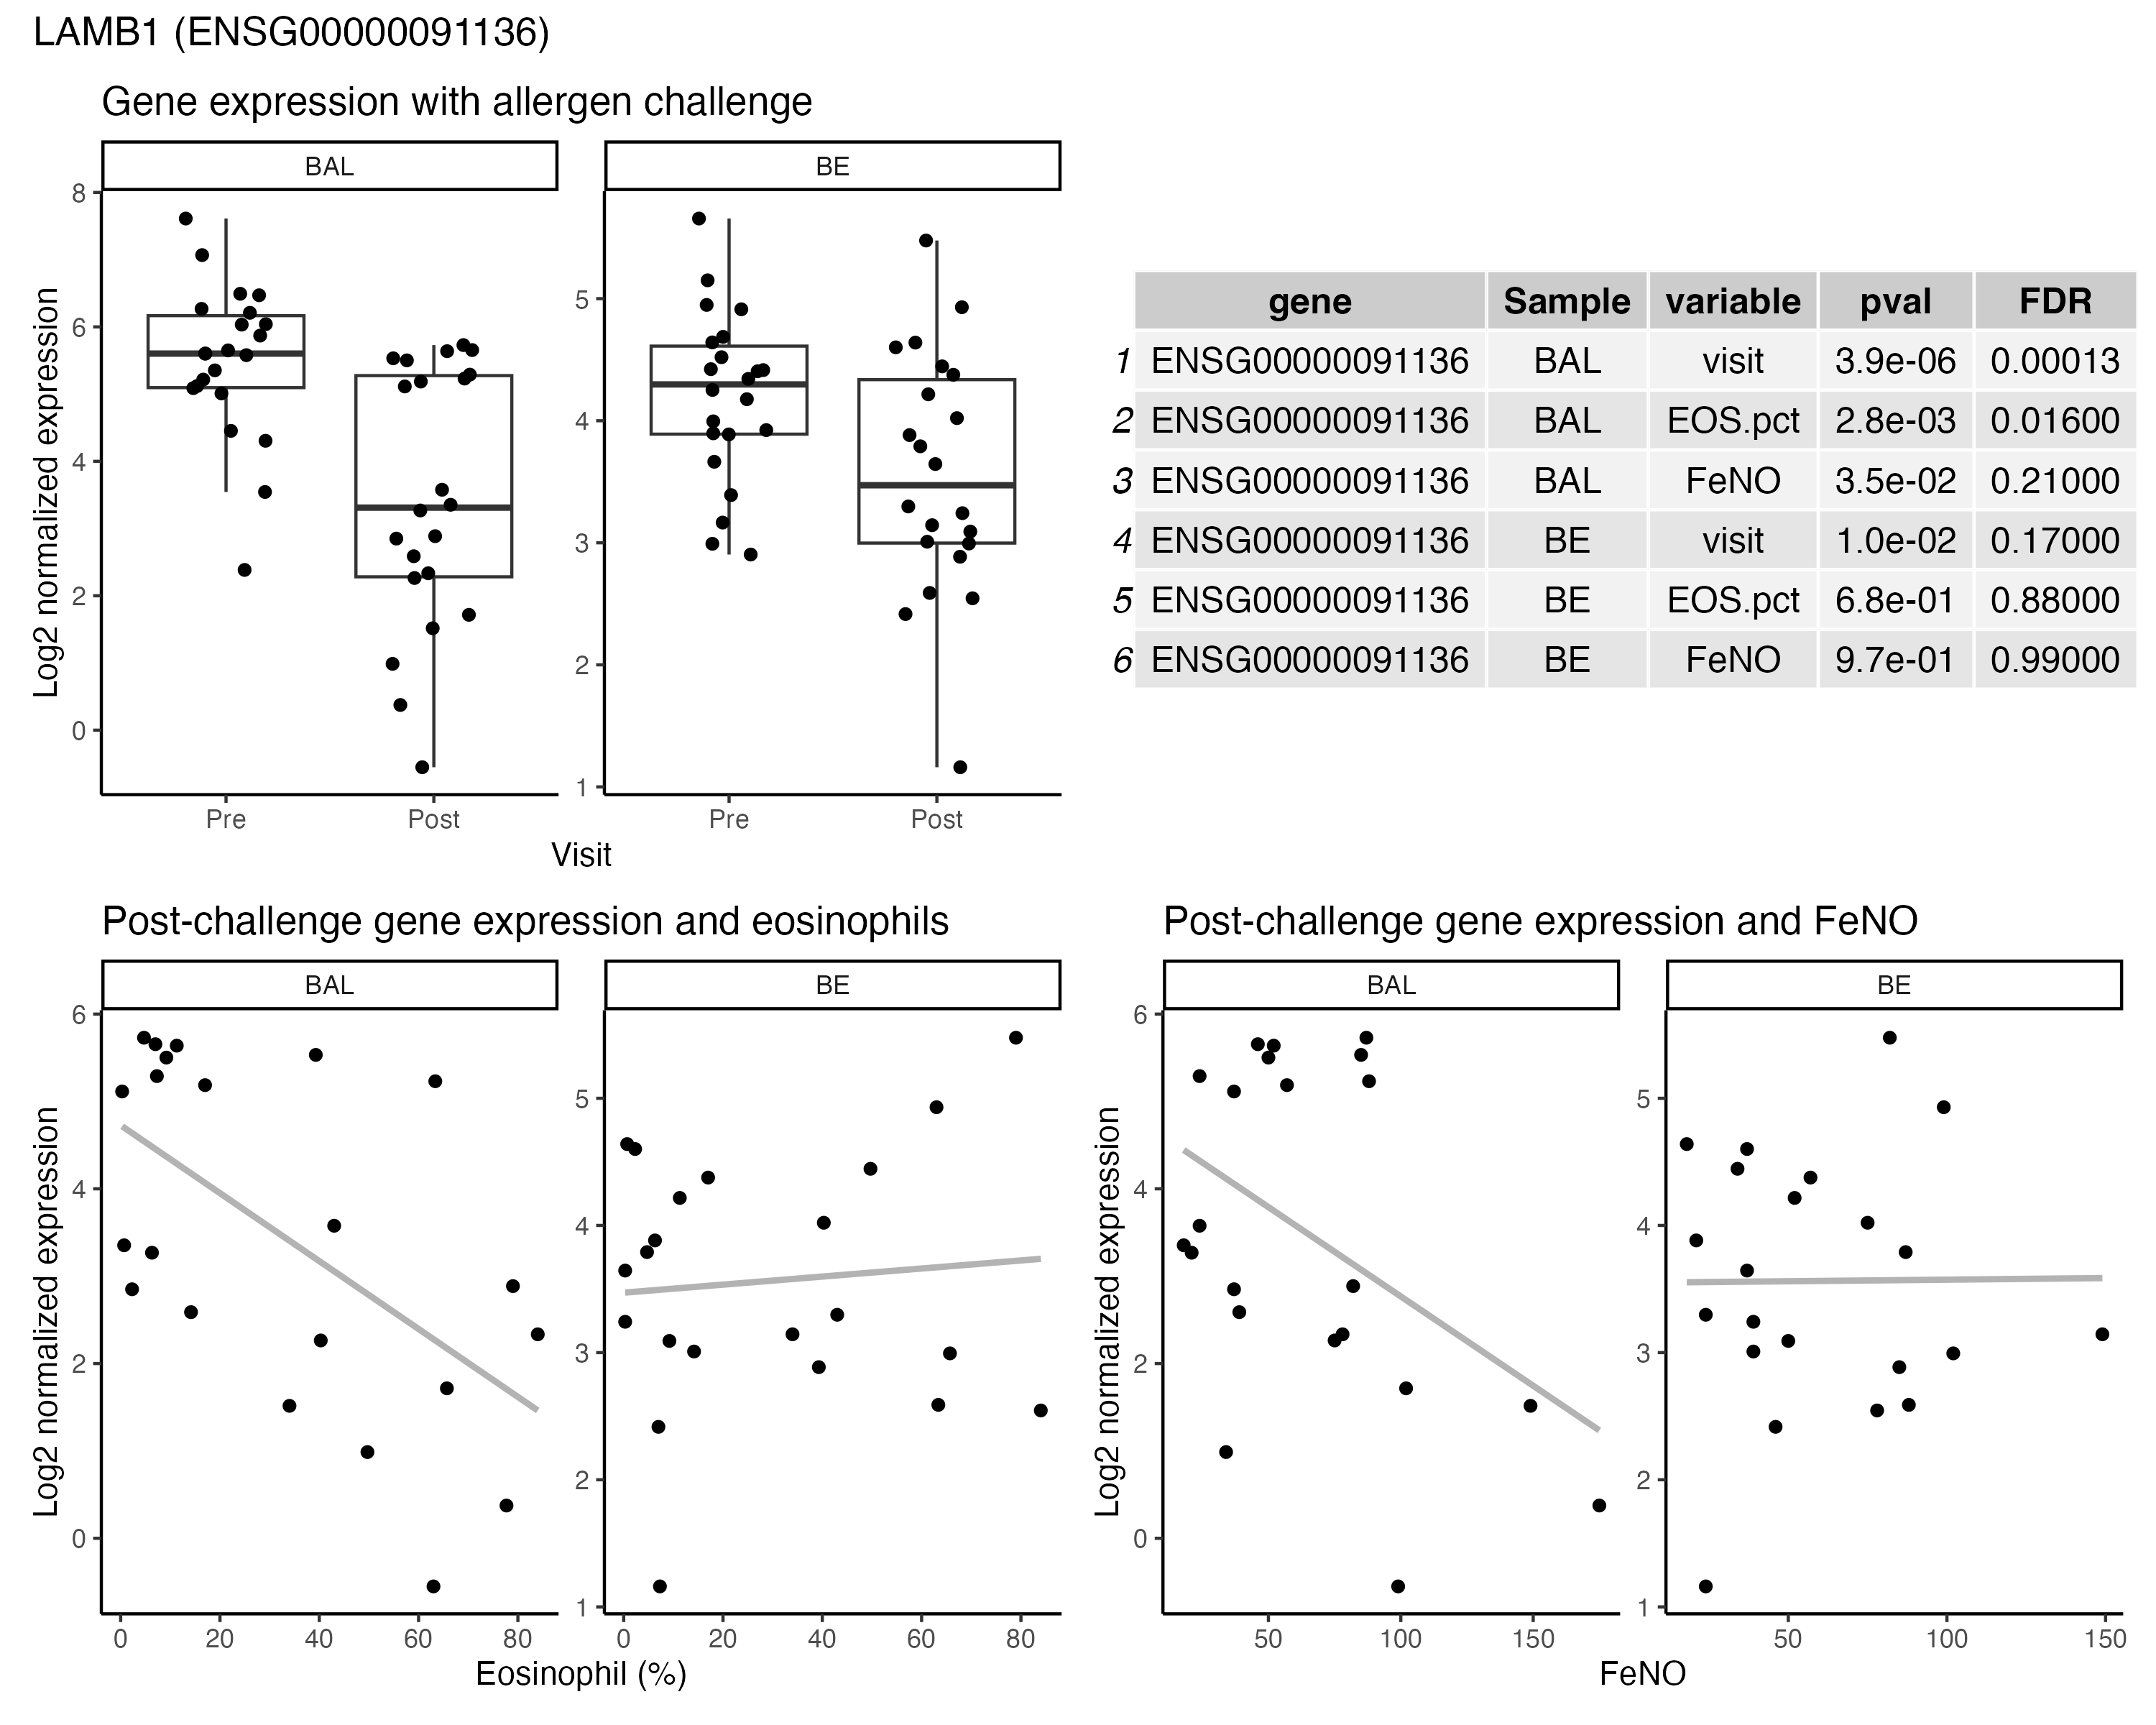 LAMB1 (ENSG00000091136)
Gene expression with allergen challenge
BAL BE
Log2 normalized expression
8
6
4
2
0
5
4
3
2
1
Pre Post Pre Post
Visit
gene Sample variable pval FDR
1 ENSG00000091136 BAL visit 3.9e-06 0.00013
2 ENSG00000091136 BAL EOS.pct 2.8e-03 0.01600
3 ENSG00000091136 BAL FeNO 3.5e-02 0.21000
4 ENSG00000091136 BE visit 1.0e-02 0.17000
5 ENSG00000091136 BE EOS.pct 6.8e-01 0.88000
6 ENSG00000091136 BE FeNO 9.7e-01 0.99000
Post-challenge gene expression and eosinophils
BAL BE
Log2 normalized expression
6
4
2
0
5
4
3
2
1
0 20 40 60 80 0 20 40 60 80
Eosinophil (%)
Post-challenge gene expression and FeNO
BAL BE
Log2 normalized expression
6
4
2
0
5
4
3
2
1
50 100 150 50 100 150
FeNO